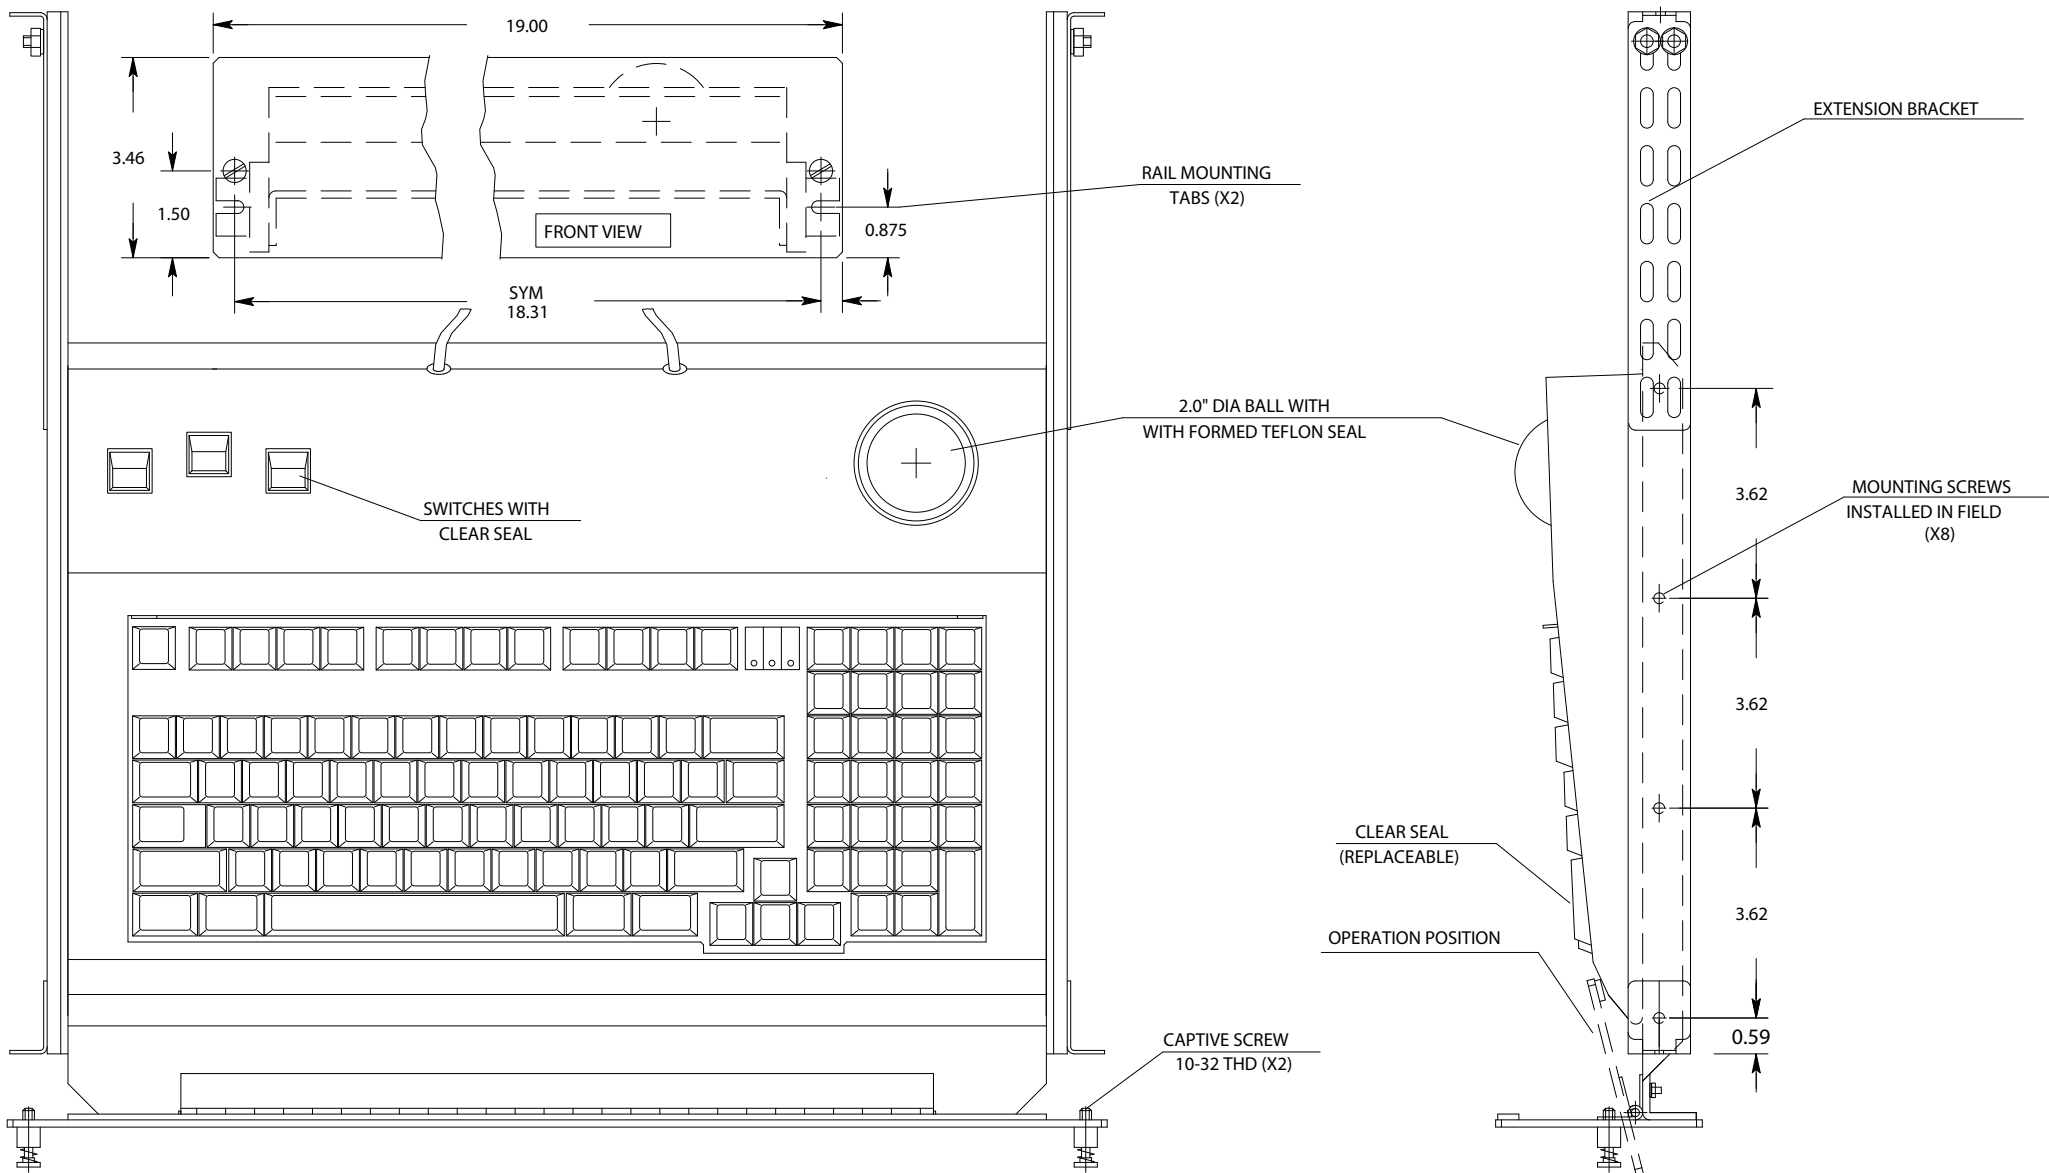 19.00
3.46
1.50
FRONT VIEW
0.875
SYM
18.31
RAIL MOUNTING
TABS (X2)
EXTENSION BRACKET
2.0" DIA BALL WITH
WITH FORMED TEFLON SEAL
SWITCHES WITH
CLEAR SEAL
3.62
MOUNTING SCREWS
INSTALLED IN FIELD
(X8)
3.62
CLEAR SEAL
(REPLACEABLE)
3.62
OPERATION POSITION
CAPTIVE SCREW
10-32 THD (X2)
0.59